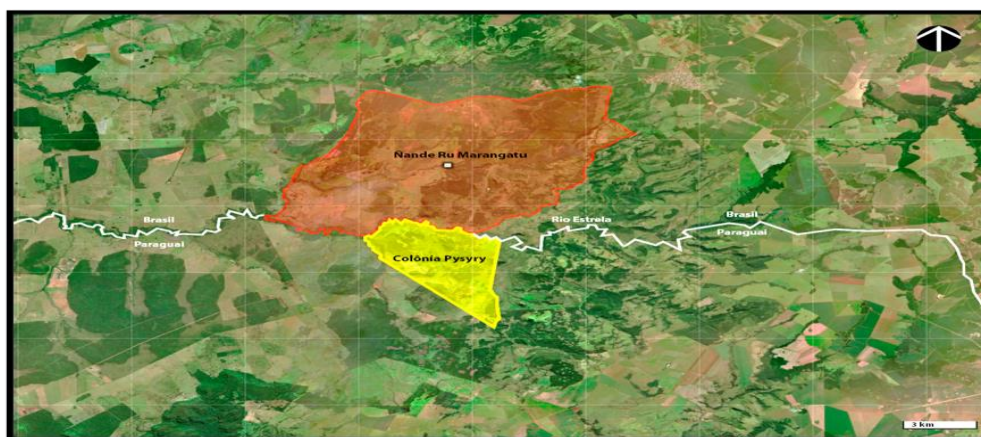 Ñande Ru Marangatu
Brasil
Rio Estrela
Brasil
Paraguai
Paraguai
Colônia Pysyry
3 km